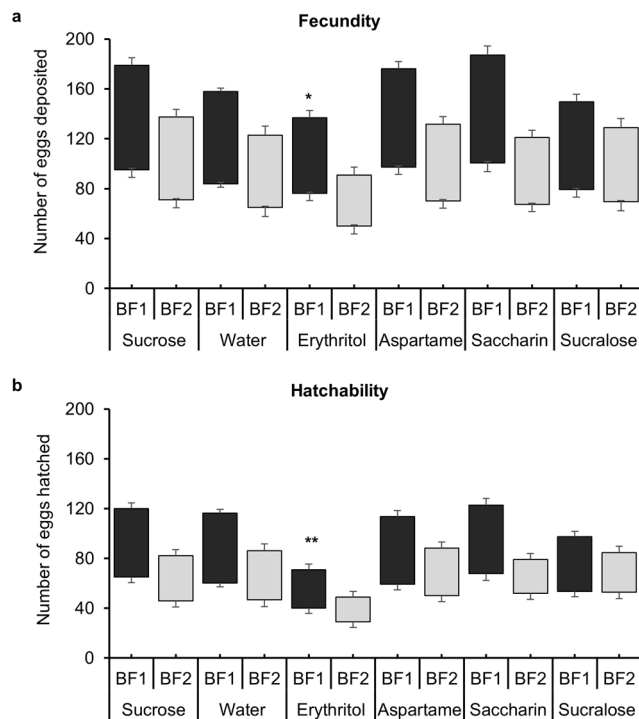 a
Fecundity
Number of eggs deposited
200
160
120
80
40
0
*
BF1 BF2 BF1 BF2 BF1 BF2 BF1 BF2 BF1 BF2 BF1 BF2
Sucrose Water Erythritol Aspartame Saccharin Sucralose
b
Hatchability
Number of eggs hatched
200
160
120
80
40
0
**
BF1 BF2 BF1 BF2 BF1 BF2 BF1 BF2 BF1 BF2 BF1 BF2
Sucrose Water Erythritol Aspartame Saccharin Sucralose